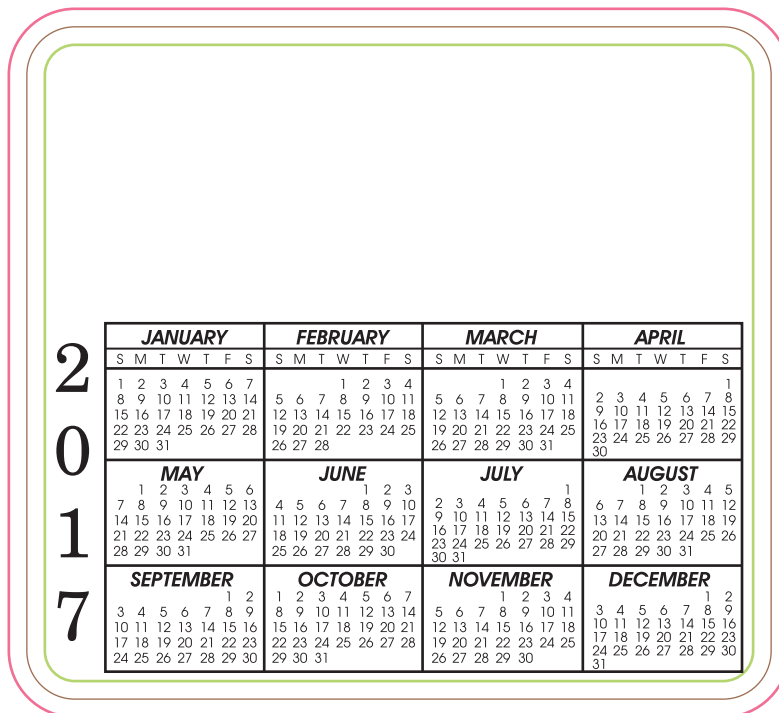 2
0
1
7
JANUARY FEBRUARY MARCH APRIL
S M T W T F S S M T W T F S S M T W T F S S M T W T F S
1 2 3 4 5 6 7
8 9 10 11 12 13 14
15 16 17 18 19 20 21
22 23 24 25 26 27 28
29 30 31
1 2 3 4
5 6 7 8 9 10 11
12 13 14 15 16 17 18
19 20 21 22 23 24 25
26 27 28
1 2 3 4
5 6 7 8 9 10 11
12 13 14 15 16 17 18
19 20 21 22 23 24 25
26 27 28 29 30 31
1
2 3 4 5 6 7 8
9 10 11 12 13 14 15
16 17 18 19 20 21 22
23 24 25 26 27 28 29
30
MAY
1 2 3 4 5 6
7 8 9 10 11 12 13
14 15 16 17 18 19 20
21 22 23 24 25 26 27
28 29 30 31
JUNE
1 2 3
4 5 6 7 8 9 10
11 12 13 14 15 16 17
18 19 20 21 22 23 24
25 26 27 28 29 30
JULY
1
2 3 4 5 6 7 8
9 10 11 12 13 14 15
16 17 18 19 20 21 22
23 24 25 26 27 28 29
30 31
AUGUST
1 2 3 4 5
6 7 8 9 10 11 12
13 14 15 16 17 18 19
20 21 22 23 24 25 26
27 28 29 30 31
SEPTEMBER
1 2
3 4 5 6 7 8 9
10 11 12 13 14 15 16
17 18 19 20 21 22 23
24 25 26 27 28 29 30
OCTOBER
1 2 3 4 5 6 7
8 9 10 11 12 13 14
15 16 17 18 19 20 21
22 23 24 25 26 27 28
29 30 31
NOVEMBER
1 2 3 4
5 6 7 8 9 10 11
12 13 14 15 16 17 18
19 20 21 22 23 24 25
26 27 28 29 30
DECEMBER
1 2
3 4 5 6 7 8 9
10 11 12 13 14 15 16
17 18 19 20 21 22 23
24 25 26 27 28 29 30
31